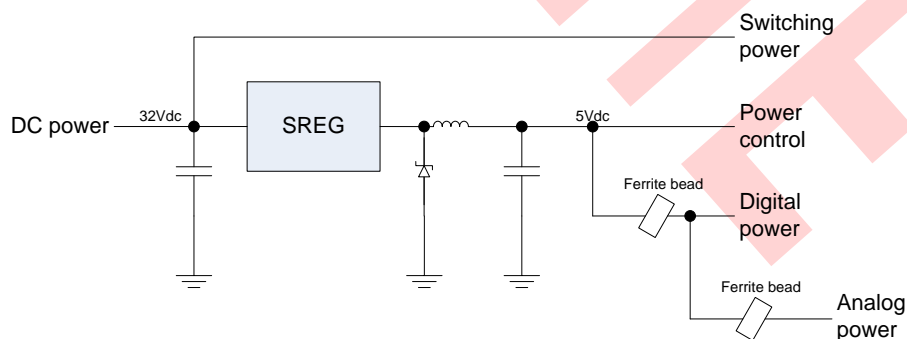 Switching
power
DC power
32Vdc
SREG
5Vdc
Power
control
Ferrite bead
Digital
power
Ferrite bead
Analog
power